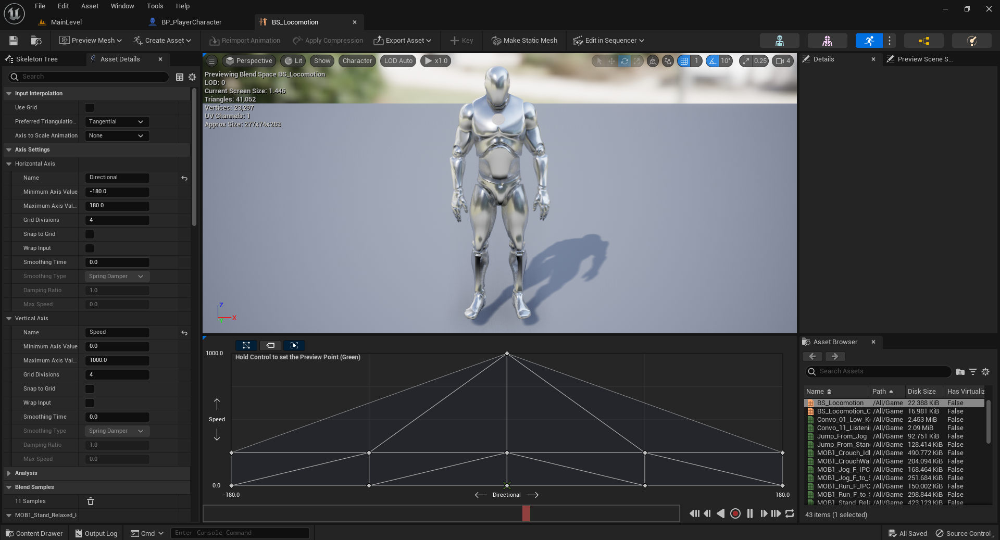 File Edit Asset Window Tools Help
MainLevel BP_PlayerCharacter BS_Locomotion
Preview Mesh Create Asset Reimport Animation Apply Compression Export Asset Key Make Static Mesh Edit in Sequencer
Skeleton Tree Asset Details
Search
Input Interpolation
Use Grid
Preferred Triangulatio... Tangential
Axis to Scale Animation None
Axis Settings
Horizontal Axis
Name Directional
Minimum Axis Value -180.0
Maximum Axis Val... 180.0
Grid Divisions 4
Snap to Grid
Wrap Input
Smoothing Time 0.0
Smoothing Type Spring Damper
Damping Ratio 1.0
Max Speed 0.0
Vertical Axis
Name Speed
Minimum Axis Value 0.0
Maximum Axis Val... 1000.0
Grid Divisions 4
Snap to Grid
Wrap Input
Smoothing Time 0.0
Smoothing Type Spring Damper
Damping Ratio 1.0
Max Speed 0.0
Analysis
Blend Samples
11 Samples
MOB1_Stand_Relaxed_I
Perspective Lit Show Character LOD Auto x1.0 1 10° 0.25 4
Previewing Blend Space BS_Locomotion
LOD: 0
Current Screen Size: 1.446
Triangles: 41,052
Vertices: 23,297
UV Channels: 1
Approx Size: 277x74x283
Z
X
1000.0
Hold Control to set the Preview Point (Green)
Speed
0.0
-180.0 Directional 180.0
Details Preview Scene S...
Asset Browser
Search Assets
Name Path Disk Size Has Virtualiz
BS_Locomotion /All/Game 22.388 KiB False
BS_Locomotion_C /All/Game 16.981 KiB False
Convo_01_Low_K /All/Game 2.453 MiB False
Convo_11_Listeni /All/Game 2.09 MiB False
Jump_From_Jog /All/Game 92.751 KiB False
Jump_From_Stan /All/Game 128.414 KiB False
MOB1_Crouch_Idl /All/Game 490.772 KiB False
MOB1_CrouchWal /All/Game 204.094 KiB False
MOB1_Jog_F_IPC /All/Game 168.464 KiB False
MOB1_Jog_F_to_S /All/Game 251.684 KiB False
MOB1_Run_F_IPC /All/Game 150.002 KiB False
MOB1_Run_F_to_S /All/Game 298.844 KiB False
MOB1_Stand_Rela /All/Game 423.123 KiB False
43 items (1 selected)
Content Drawer Output Log Cmd Enter Console Command All Saved Source Control